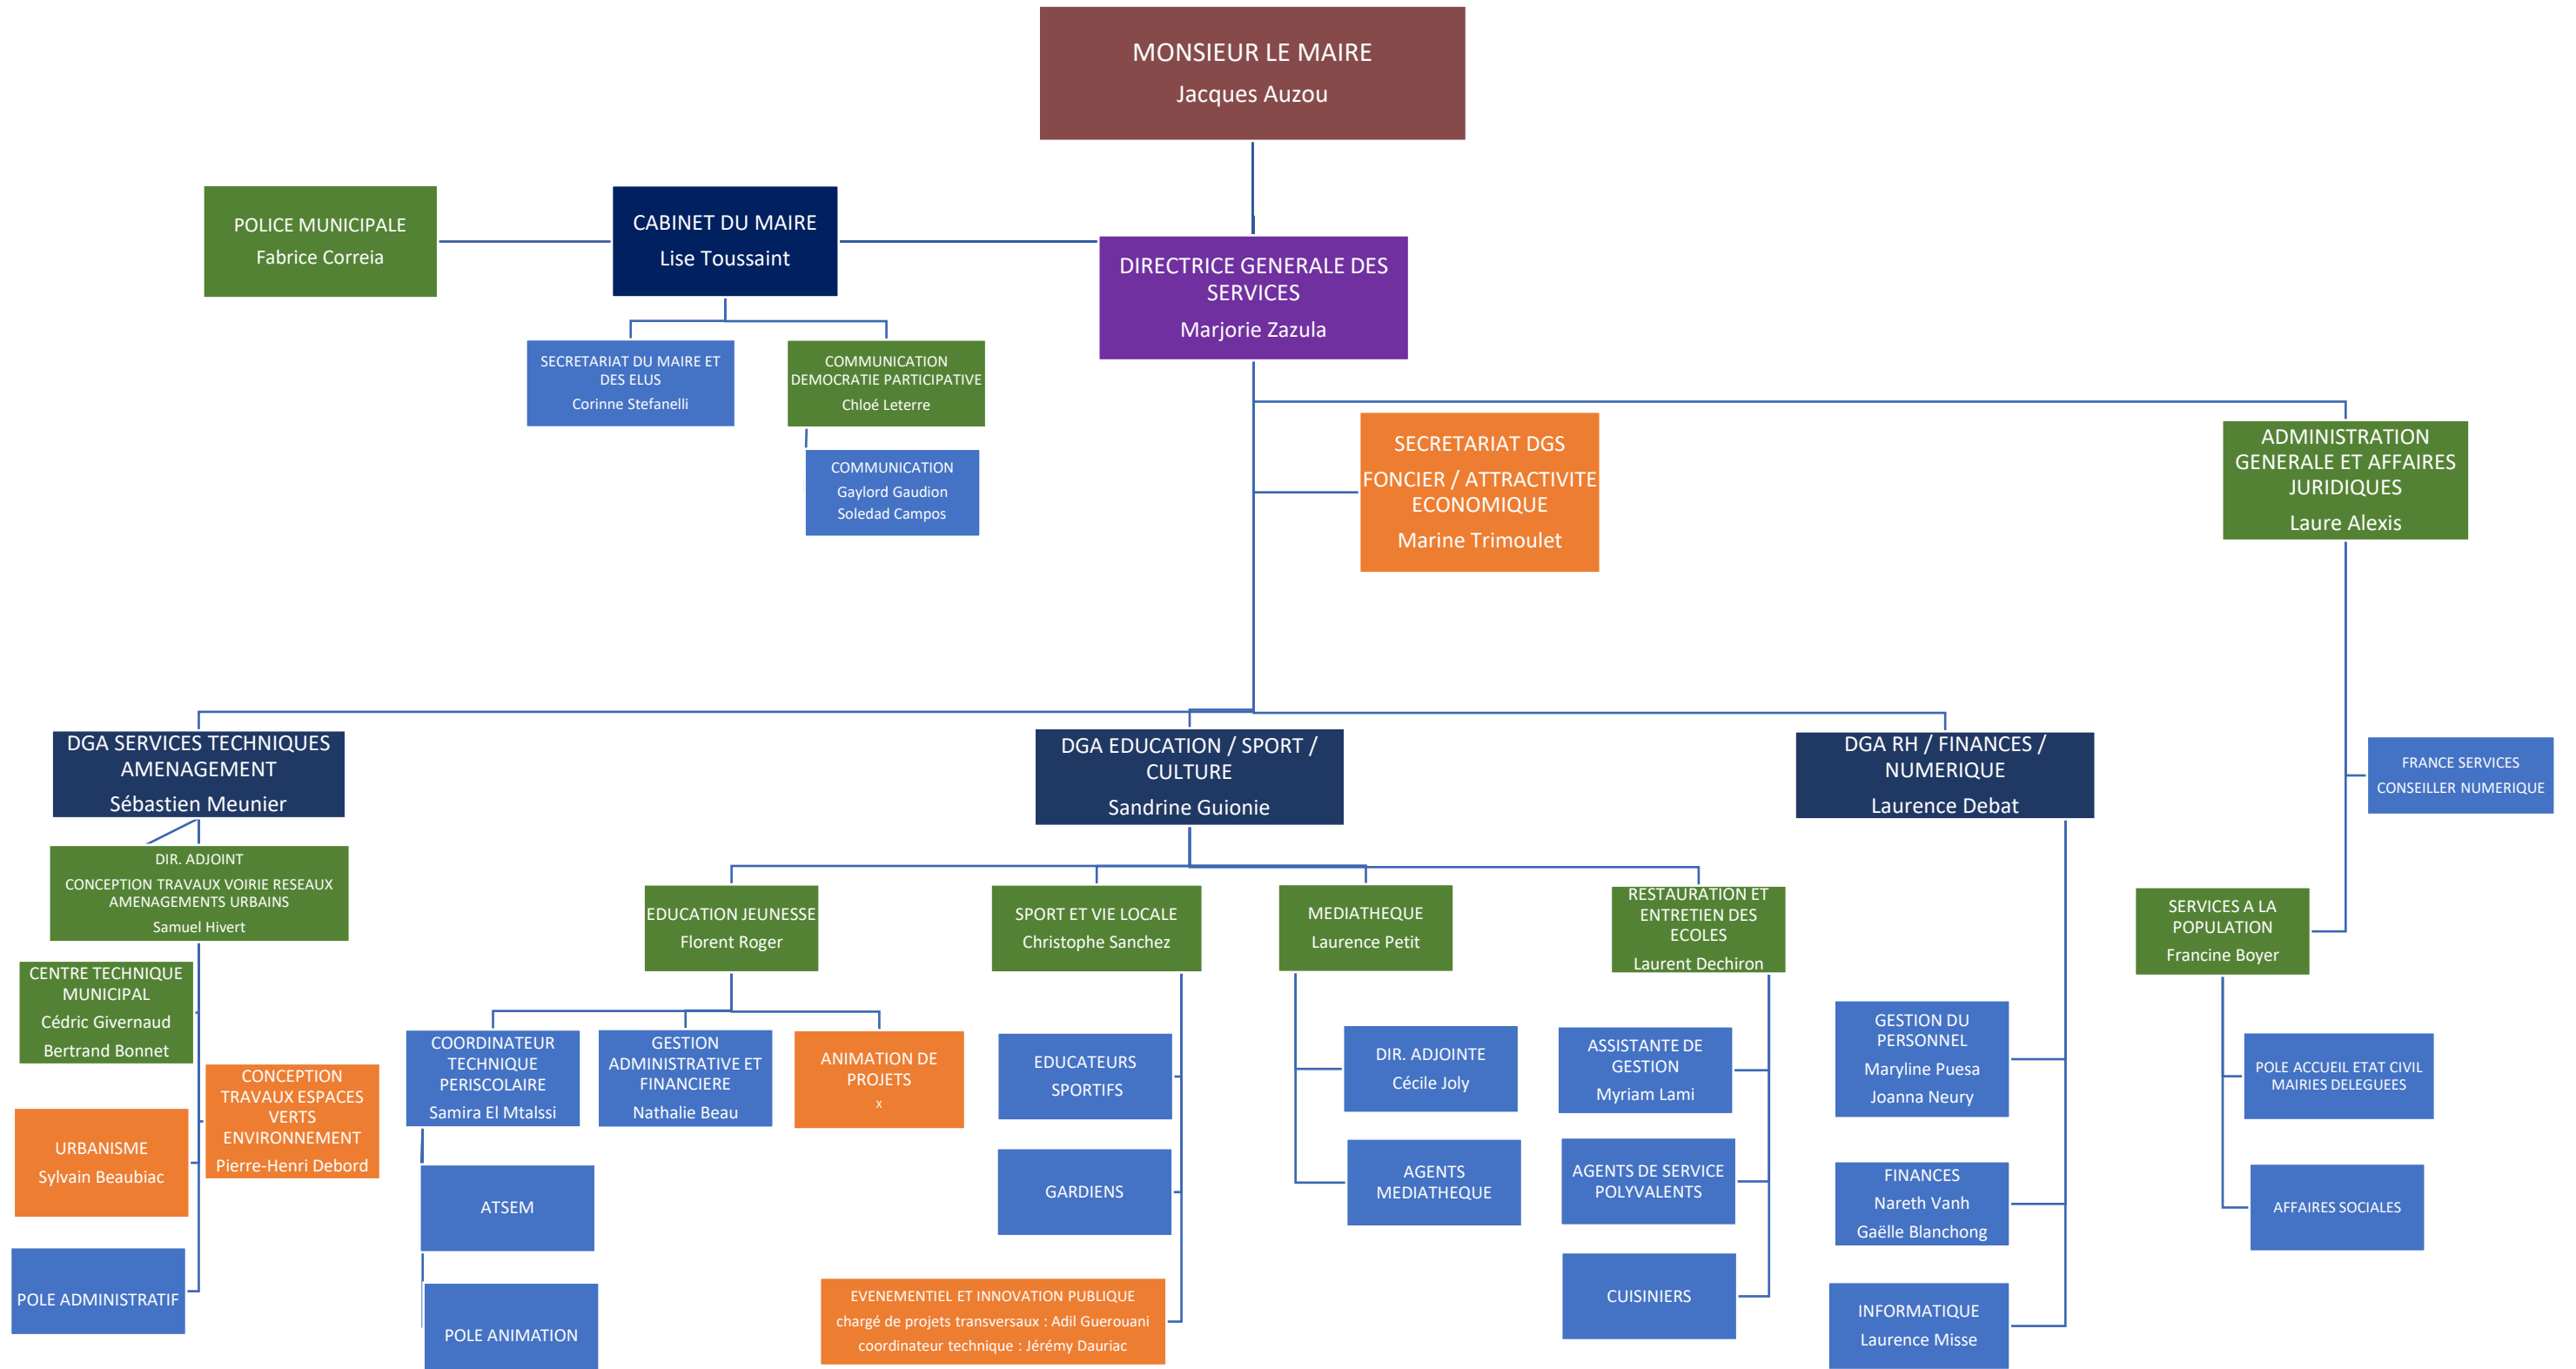 MONSIEUR LE MAIRE
Jacques Auzou
POLICE MUNICIPALE
Fabrice Correia
CABINET DU MAIRE
Lise Toussaint
DIRECTRICE GENERALE DES
SERVICES
Marjorie Zazula
SECRETARIAT DU MAIRE ET
DES ELUS
Corinne Stefanelli
COMMUNICATION
DEMOCRATIE PARTICIPATIVE
Chloé Leterre
COMMUNICATION
Gaylord Gaudion
Soledad Campos
SECRETARIAT DGS
FONCIER / ATTRACTIVITE
ECONOMIQUE
Marine Trimoulet
ADMINISTRATION
GENERALE ET AFFAIRES
JURIDIQUES
Laure Alexis
DGA SERVICES TECHNIQUES
AMENAGEMENT
Sébastien Meunier
DGA EDUCATION / SPORT /
CULTURE
Sandrine Guionie
DGA RH / FINANCES /
NUMERIQUE
Laurence Debat
FRANCE SERVICES
CONSEILLER NUMERIQUE
DIR. ADJOINT
CONCEPTION TRAVAUX VOIRIE RESEAUX
AMENAGEMENTS URBAINS
Samuel Hivert
CENTRE TECHNIQUE
MUNICIPAL
Cédric Givernaud
Bertrand Bonnet
CONCEPTION
TRAVAUX ESPACES
VERTS
ENVIRONNEMENT
Pierre-Henri Debord
URBANISME
Sylvain Beaubiac
POLE ADMINISTRATIF
EDUCATION JEUNESSE
Florent Roger
SPORT ET VIE LOCALE
Christophe Sanchez
MEDIATHEQUE
Laurence Petit
RESTAURATION ET
ENTRETIEN DES
ECOLES
Laurent Dechiron
SERVICES A LA
POPULATION
Francine Boyer
COORDINATEUR
TECHNIQUE
PERISCOLAIRE
Samira El Mtalssi
GESTION
ADMINISTRATIVE ET
FINANCIERE
Nathalie Beau
ANIMATION DE
PROJETS
x
ATSEM
POLE ANIMATION
EDUCATEURS
SPORTIFS
GARDIENS
EVENEMENTIEL ET INNOVATION PUBLIQUE
chargé de projets transversaux : Adil Guerouani
coordinateur technique : Jérémy Dauriac
DIR. ADJOINTE
Cécile Joly
AGENTS
MEDIATHEQUE
ASSISTANTE DE
GESTION
Myriam Lami
AGENTS DE SERVICE
POLYVALENTS
CUISINIERS
GESTION DU
PERSONNEL
Maryline Puesa
Joanna Neury
FINANCES
Nareth Vanh
Gaëlle Blanchong
INFORMATIQUE
Laurence Misse
POLE ACCUEIL ETAT CIVIL
MAIRIES DELEGUEES
AFFAIRES SOCIALES